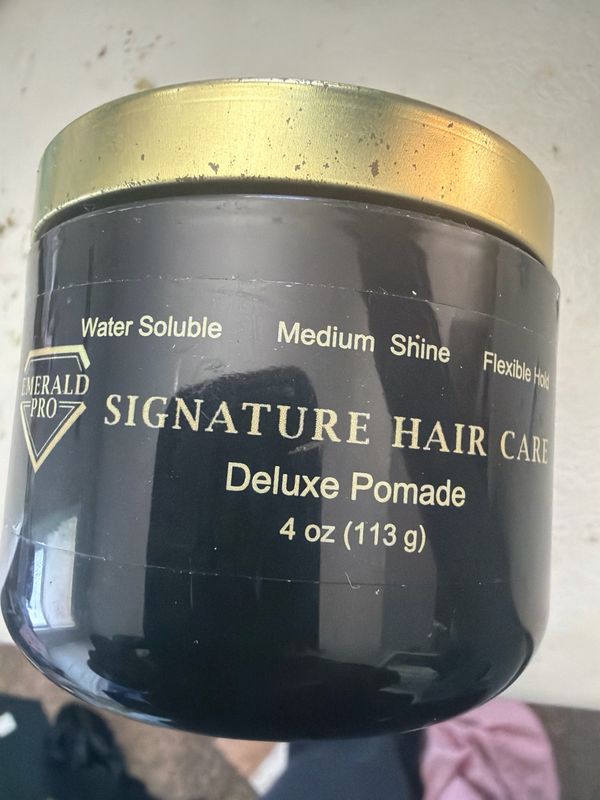 Water Soluble Medium Shine Flexible Hold
EMERALD
PRO
SIGNATURE HAIR CARE
Deluxe Pomade
4 oz (113 g)